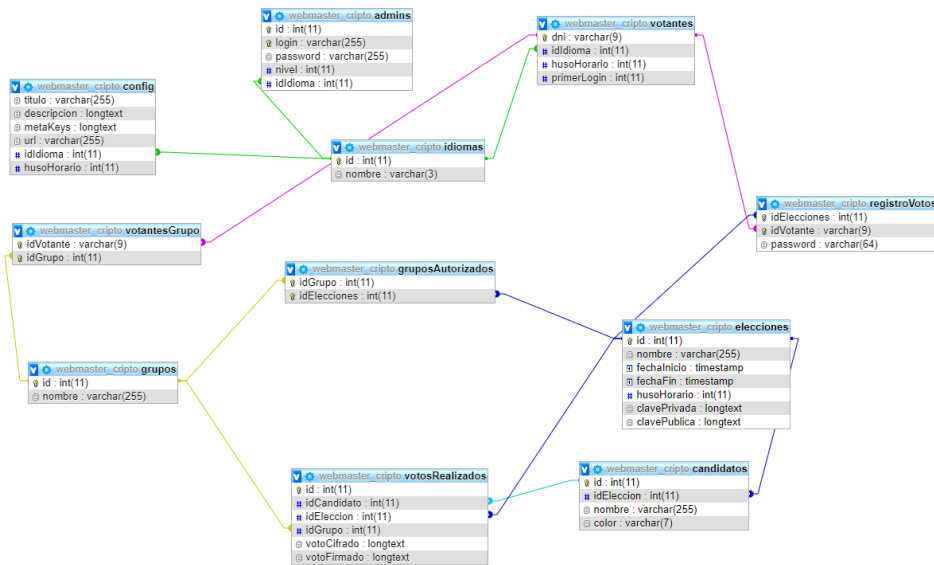 webmaster_cripto admins
id : int(11)
login : varchar(255)
password : varchar(255)
nivel : int(11)
idIdioma : int(11)
webmaster_cripto votantes
dni : varchar(9)
idIdioma : int(11)
husoHorario : int(11)
primerLogin : int(11)
webmaster_cripto config
titulo : varchar(255)
descripcion : longtext
metaKeys : longtext
url : varchar(255)
idIdioma : int(11)
husoHorario : int(11)
webmaster_cripto idiomas
id : int(11)
nombre : varchar(3)
webmaster_cripto registroVotos
idElecciones : int(11)
idVotante : varchar(9)
password : varchar(64)
webmaster_cripto votantesGrupo
idVotante : varchar(9)
idGrupo : int(11)
webmaster_cripto gruposAutorizados
idGrupo : int(11)
idElecciones : int(11)
webmaster_cripto elecciones
id : int(11)
nombre : varchar(255)
fechaInicio : timestamp
fechaFin : timestamp
husoHorario : int(11)
clavePrivada : longtext
clavePublica : longtext
webmaster_cripto grupos
id : int(11)
nombre : varchar(255)
webmaster_cripto votosRealizados
id : int(11)
idCandidato : int(11)
idEleccion : int(11)
idGrupo : int(11)
votoCifrado : longtext
votoFirmado : longtext
webmaster_cripto candidatos
id : int(11)
idEleccion : int(11)
nombre : varchar(255)
color : varchar(7)